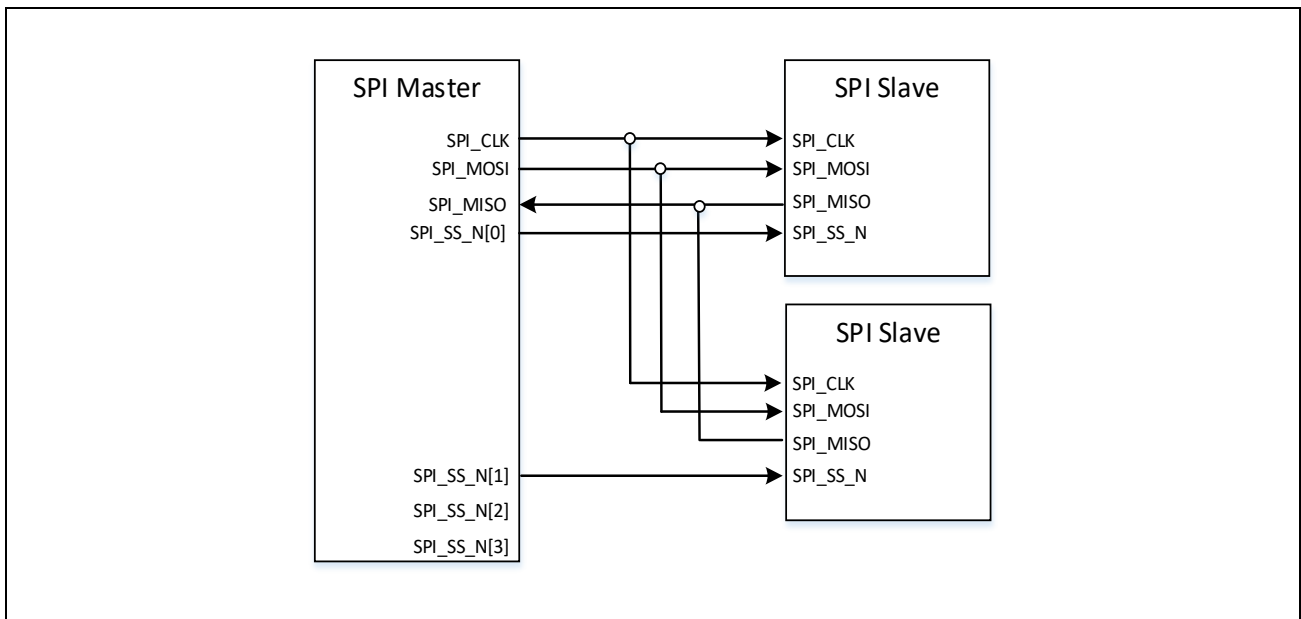 SPI Master
SPI_CLK
SPI_MOSI
SPI_MISO
SPI_SS_N[0]
SPI_SS_N[1]
SPI_SS_N[2]
SPI_SS_N[3]
SPI Slave
SPI_CLK
SPI_MOSI
SPI_MISO
SPI_SS_N
SPI Slave
SPI_CLK
SPI_MOSI
SPI_MISO
SPI_SS_N